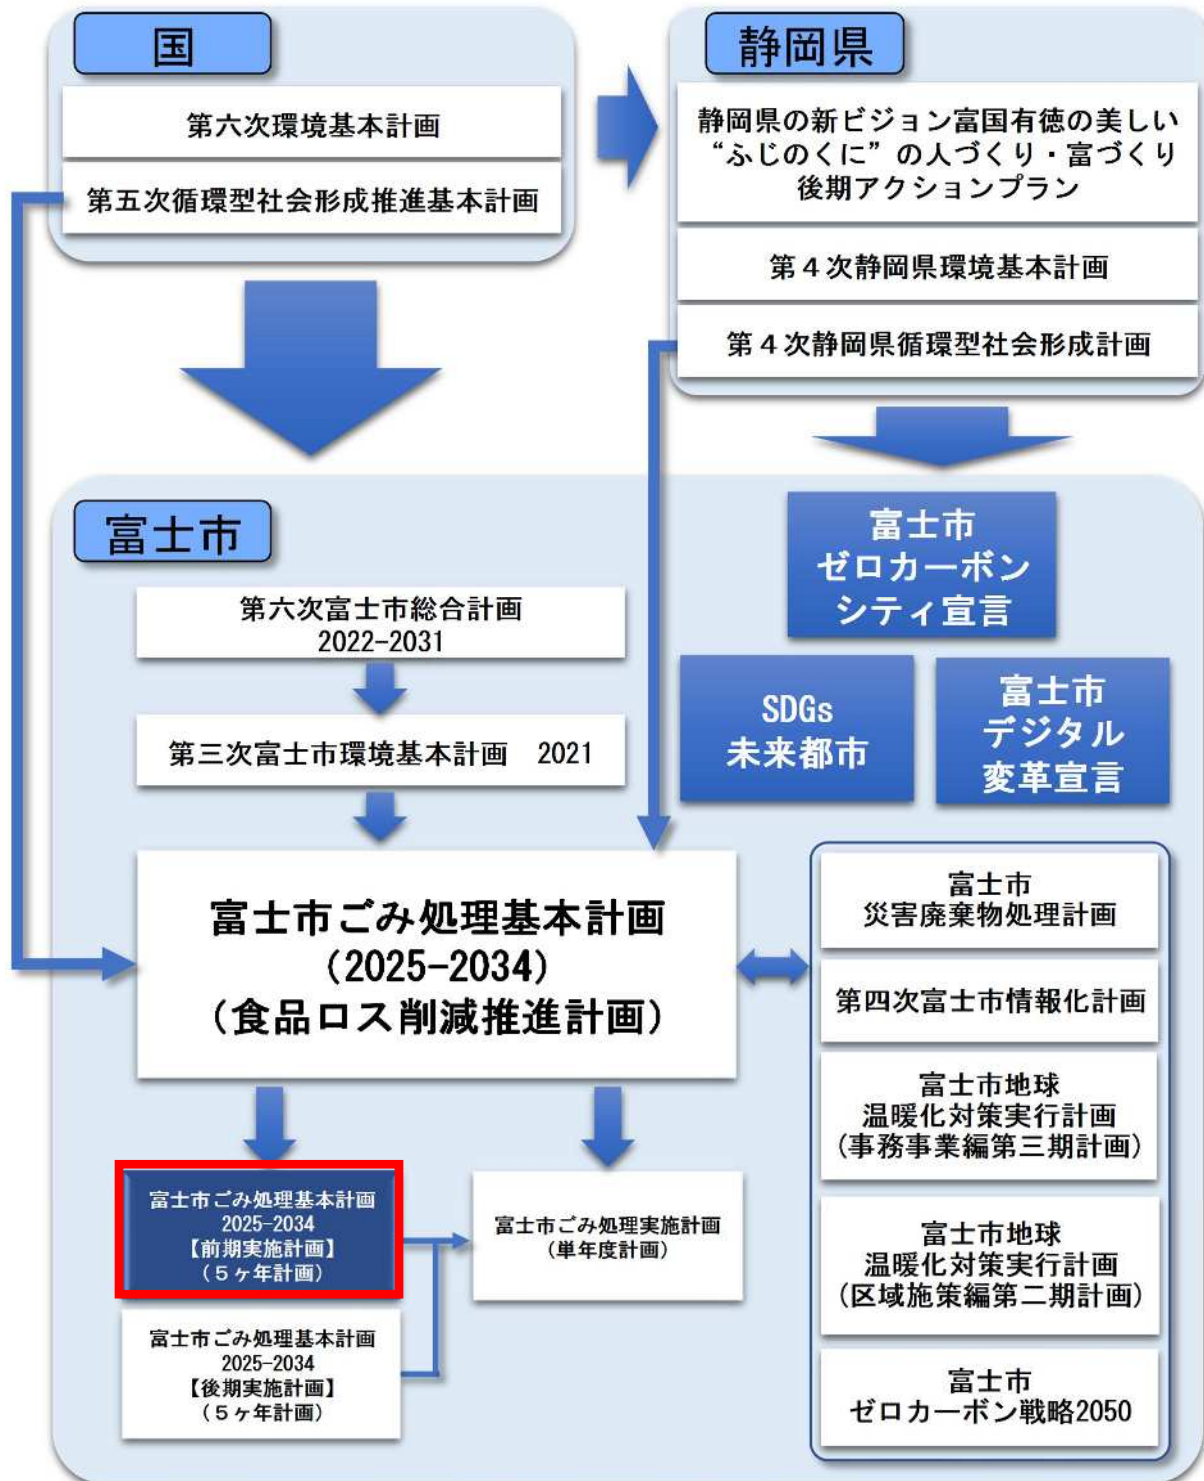 国
第六次環境基本計画
第五次循環型社会形成推進基本計画
静岡県
静岡県の新ビジョン富国有徳の美しい
“ふじのくに”の人づくり・富づくり
後期アクションプラン
第４次静岡県環境基本計画
第４次静岡県循環型社会形成計画
富士市
第六次富士市総合計画
2022-2031
第三次富士市環境基本計画　2021
富士市
ゼロカーボン
シティ宣言
SDGs
未来都市
富士市
デジタル
変革宣言
富士市ごみ処理基本計画
（2025-2034）
（食品ロス削減推進計画）
富士市
災害廃棄物処理計画
第四次富士市情報化計画
富士市地球
温暖化対策実行計画
(事務事業編第三期計画)
富士市地球
温暖化対策実行計画
(区域施策編第二期計画)
富士市
ゼロカーボン戦略2050
富士市ごみ処理基本計画
2025-2034
【前期実施計画】
（５ヶ年計画）
富士市ごみ処理実施計画
(単年度計画)
富士市ごみ処理基本計画
2025-2034
【後期実施計画】
（５ヶ年計画）